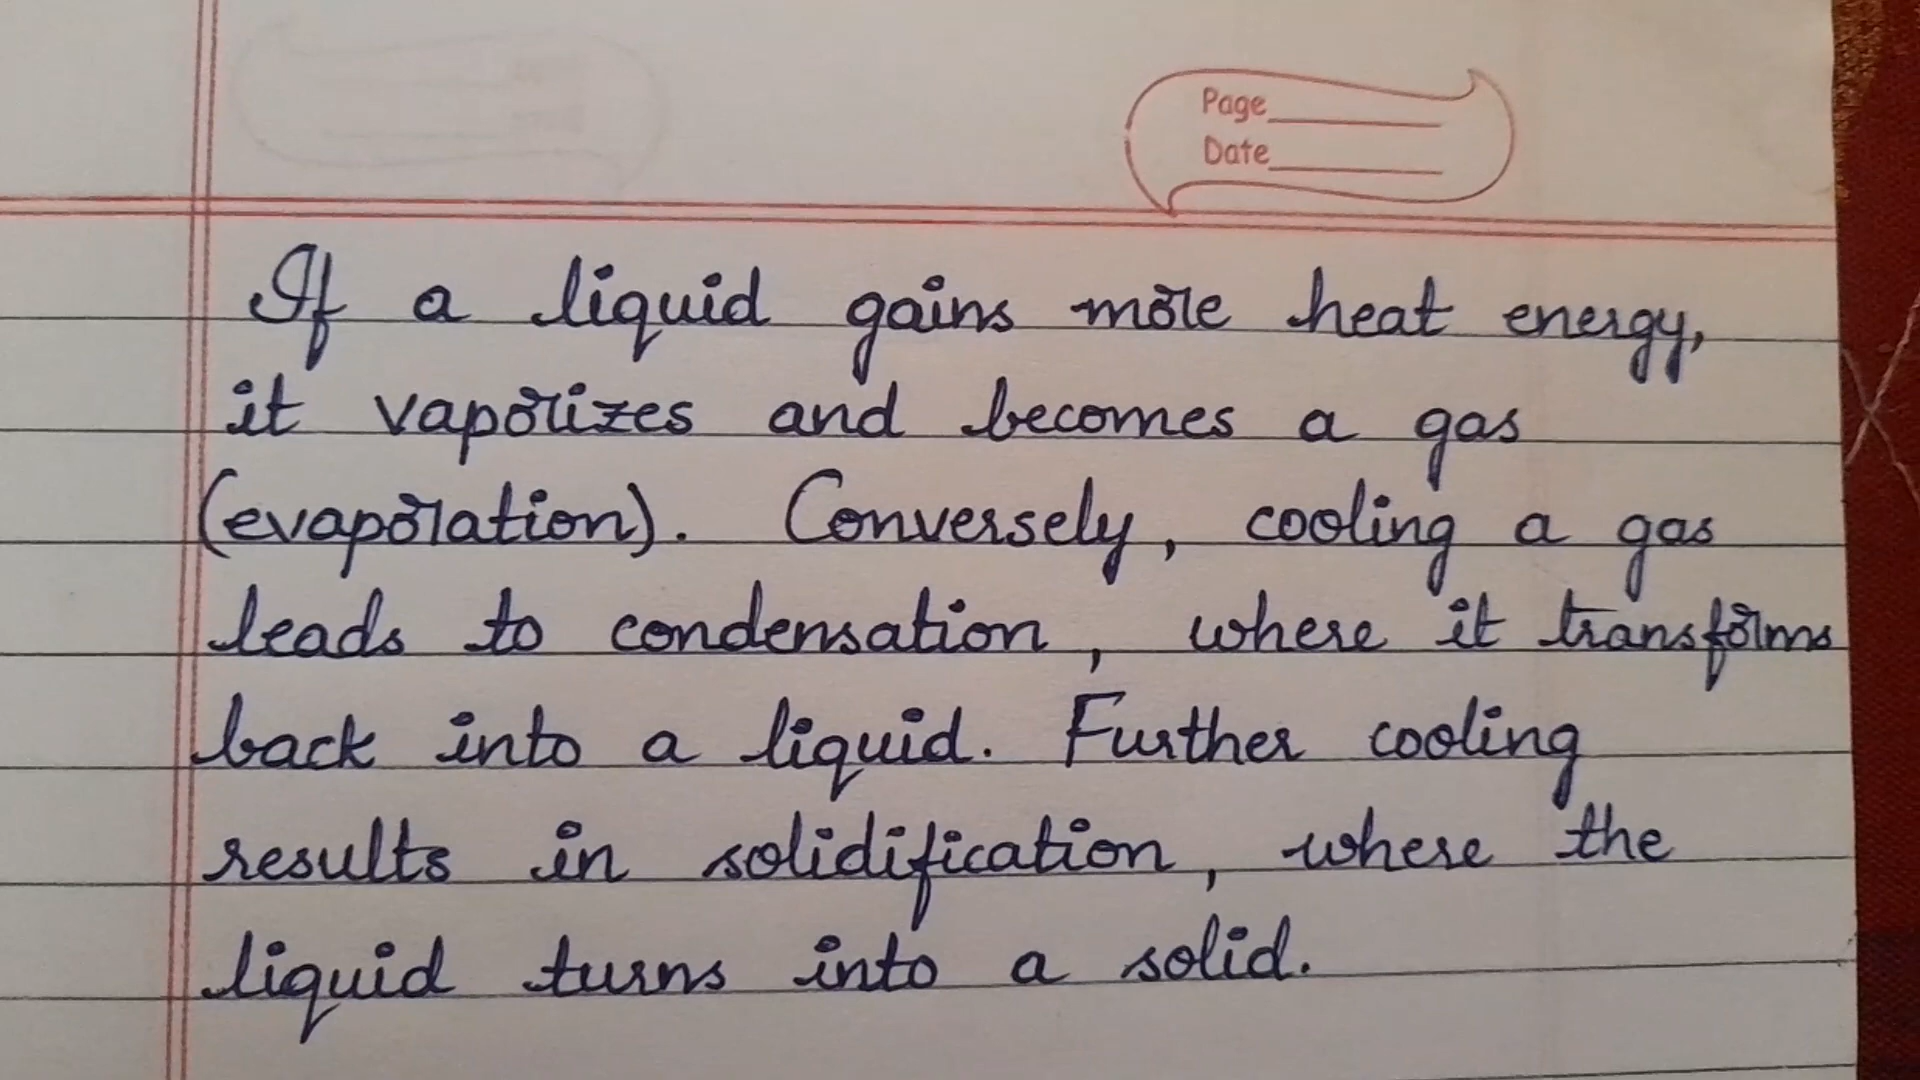 Page
Date
If a liquid gains more heat energy,
it vaporizes and becomes a gas
(evaporation). Conversely, cooling a gas
leads to condensation, where it transforms
back into a liquid. Further cooling
results in solidification, where the
liquid turns into a solid.